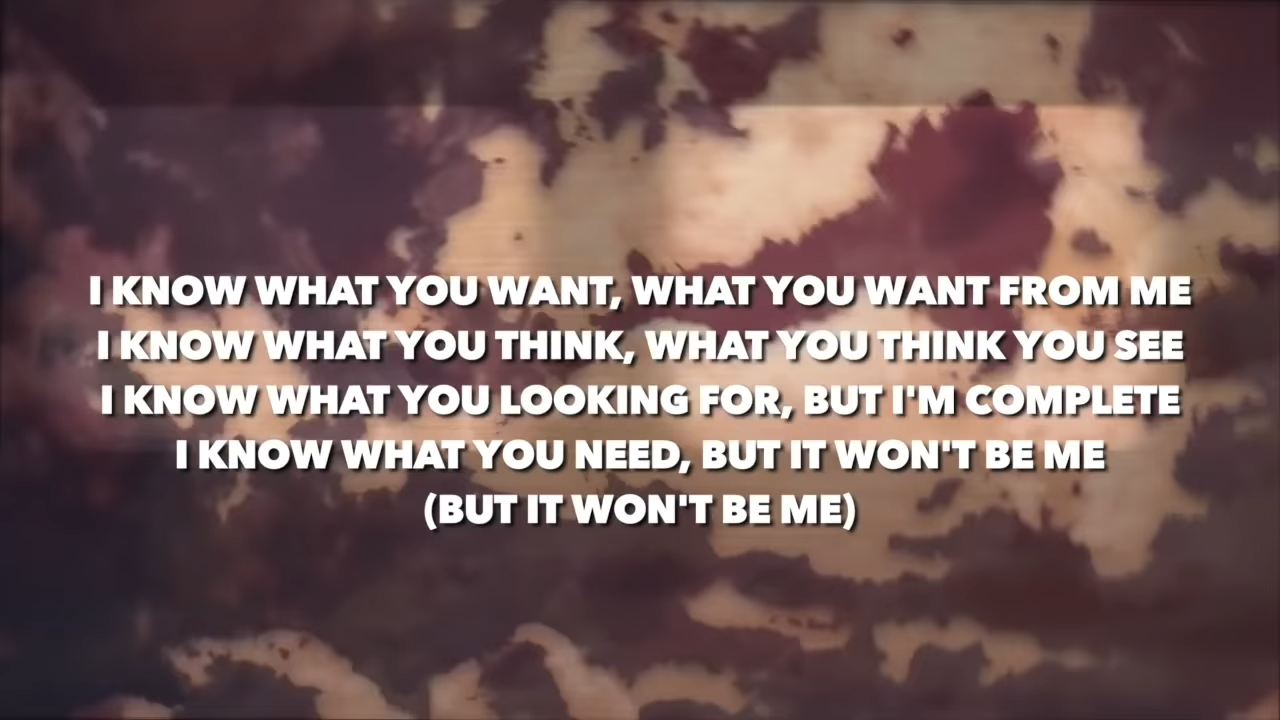 I KNOW WHAT YOU WANT, WHAT YOU WANT FROM ME
I KNOW WHAT YOU THINK, WHAT YOU THINK YOU SEE
I KNOW WHAT YOU LOOKING FOR, BUT I'M COMPLETE
I KNOW WHAT YOU NEED, BUT IT WON'T BE ME
(BUT IT WON'T BE ME)